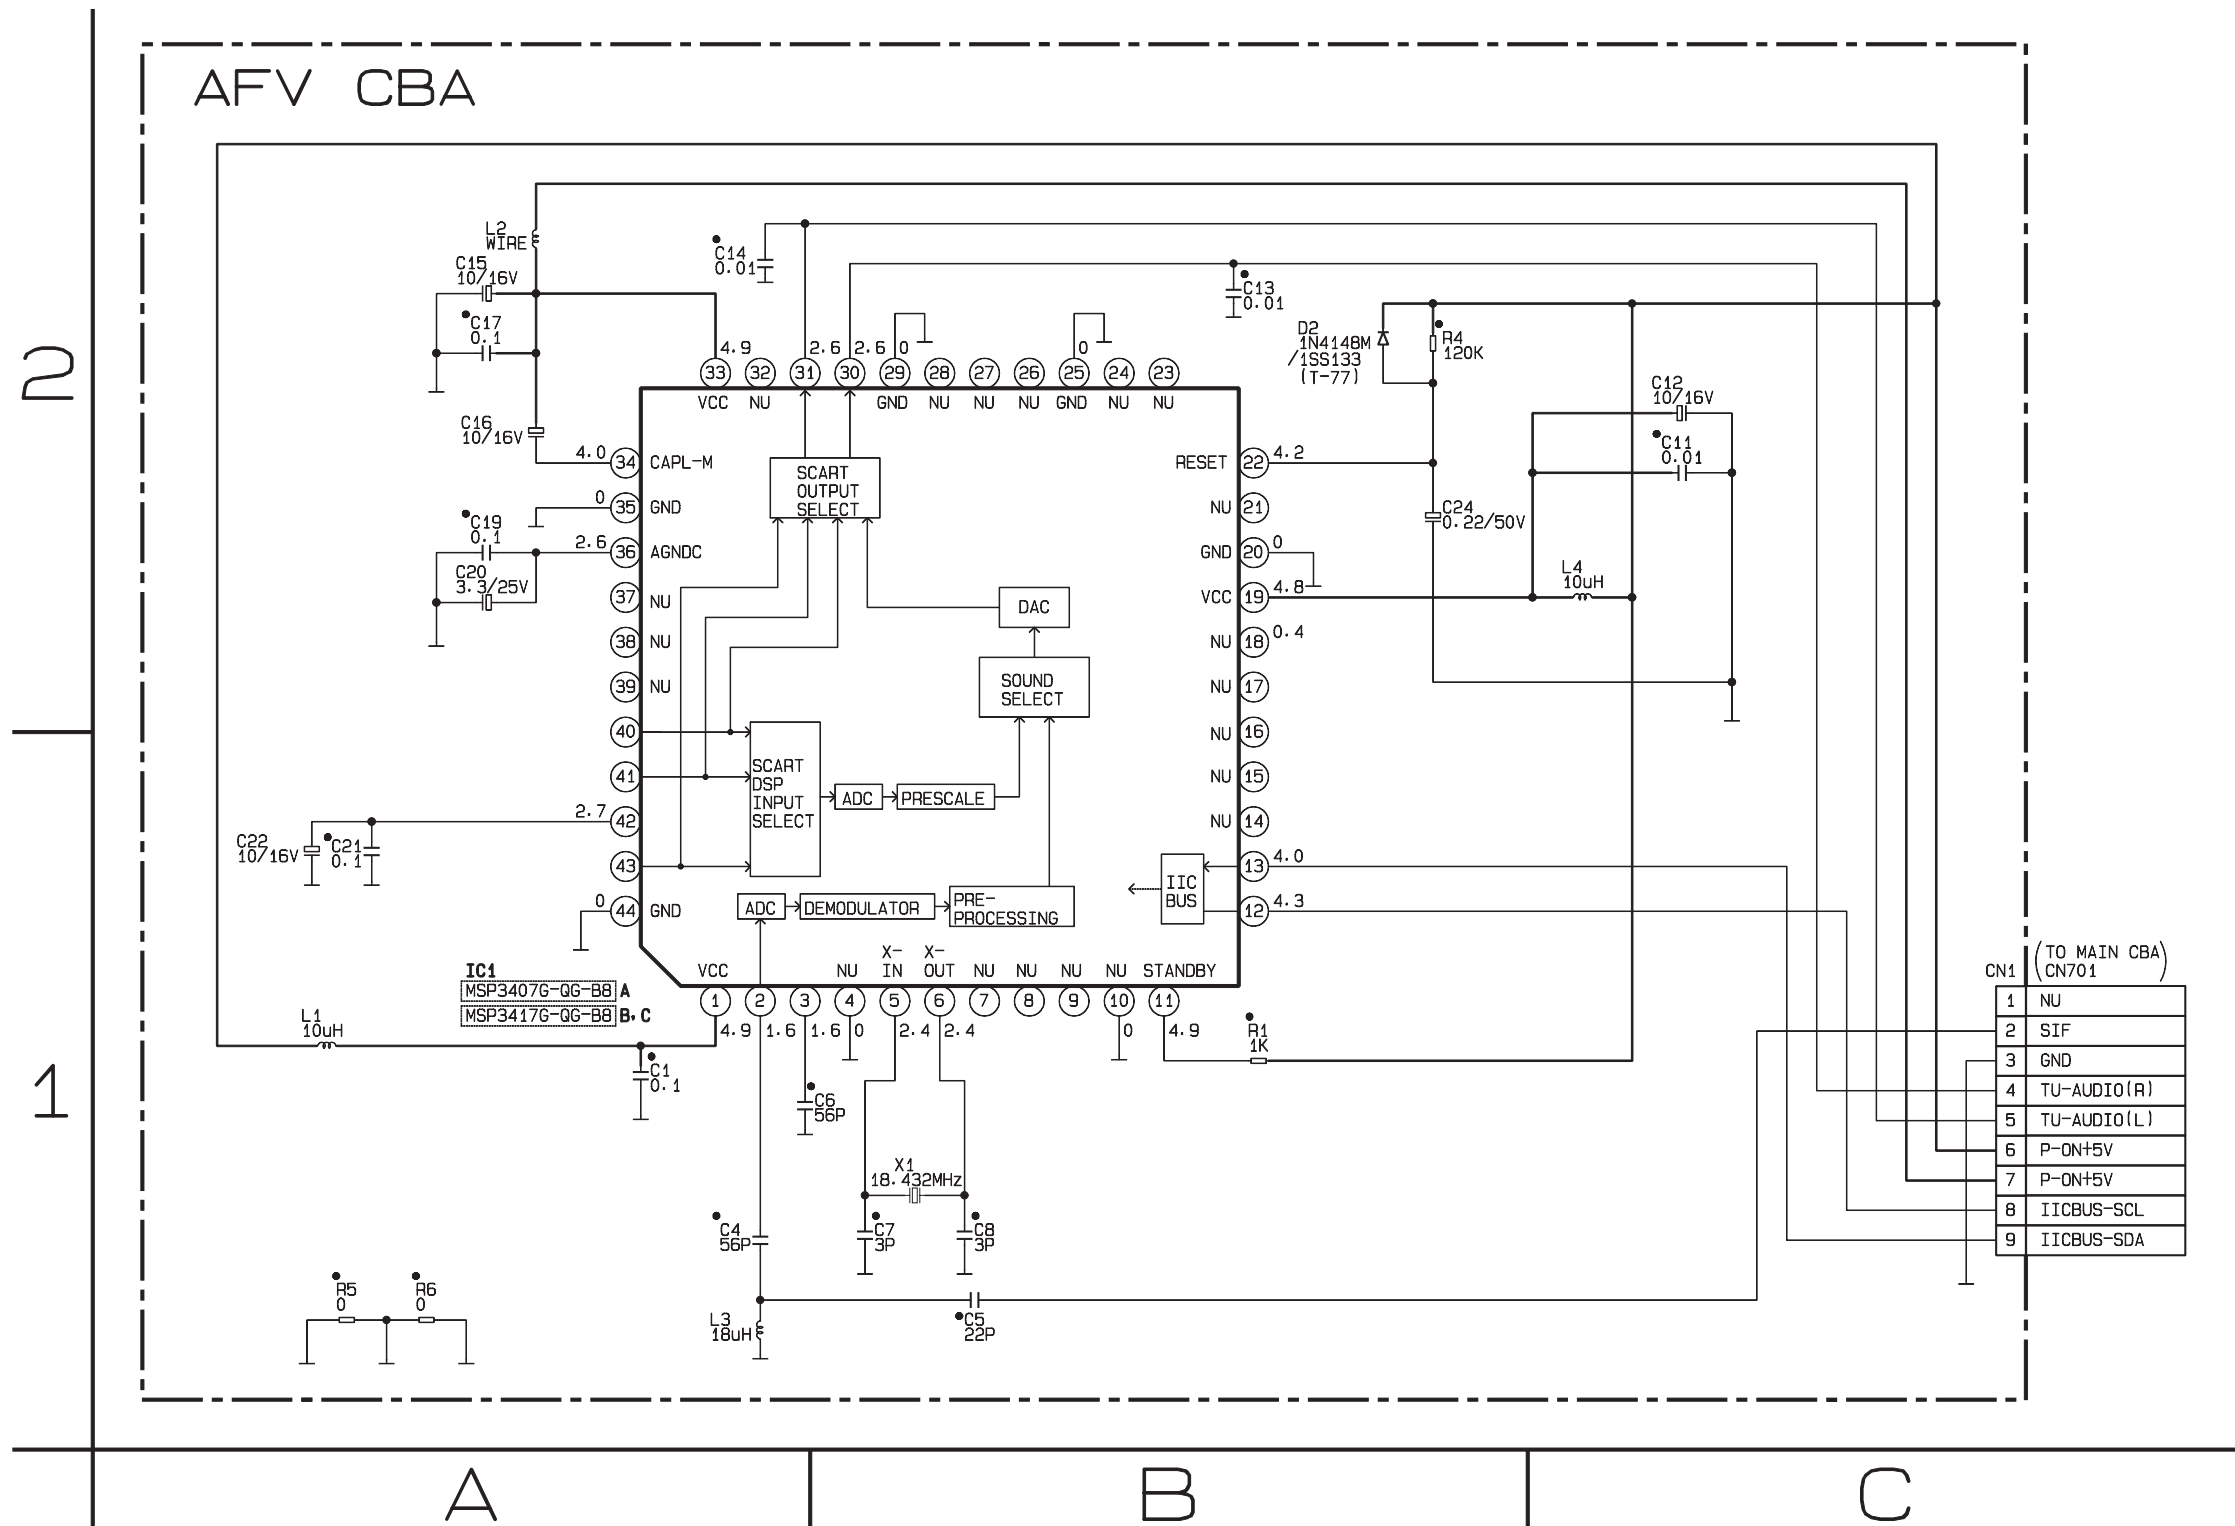 AFV CBA
2
1
A
B
C
L2
WIRE
C15
10/16V
C17
0.1
C16
10/16V
C14
0.01
C13
0.01
D2
1N4148M
/1SS133
(T-77)
R4
120K
C12
10/16V
C11
0.01
C24
0.22/50V
L4
10uH
4.9
2.6
2.6
0
0
33
32
31
30
29
28
27
26
25
24
23
VCC
NU
GND
NU
NU
NU
GND
NU
NU
4.0
34
CAPL-M
0
35
GND
C19
0.1
C20
3.3/25V
2.6
36
AGNDC
37
NU
38
NU
39
NU
40
41
2.7
42
43
0
44
GND
C22
10/16V
C21
0.1
SCART
OUTPUT
SELECT
DAC
SOUND
SELECT
SCART
DSP
INPUT
SELECT
ADC
PRESCALE
ADC
DEMODULATOR
PRE-
PROCESSING
IIC
BUS
RESET
22
4.2
NU
21
GND
20
0
VCC
19
4.8
NU
18
0.4
NU
17
NU
16
NU
15
NU
14
13
4.0
12
4.3
VCC
NU
X-
IN
X-
OUT
NU
NU
NU
NU
STANDBY
1
2
3
4
5
6
7
8
9
10
11
4.9
1.6
1.6
0
2.4
2.4
0
4.9
IC1
MSP3407G-QG-B8 A
MSP3417G-QG-B8 B,C
L1
10uH
C1
0.1
C6
56P
R1
1K
X1
18.432MHz
C4
56P
C7
3P
C8
3P
L3
18uH
C5
22P
R5
0
R6
0
CN1
(TO MAIN CBA)
CN701
1 NU
2 SIF
3 GND
4 TU-AUDIO(R)
5 TU-AUDIO(L)
6 P-ON+5V
7 P-ON+5V
8 IICBUS-SCL
9 IICBUS-SDA